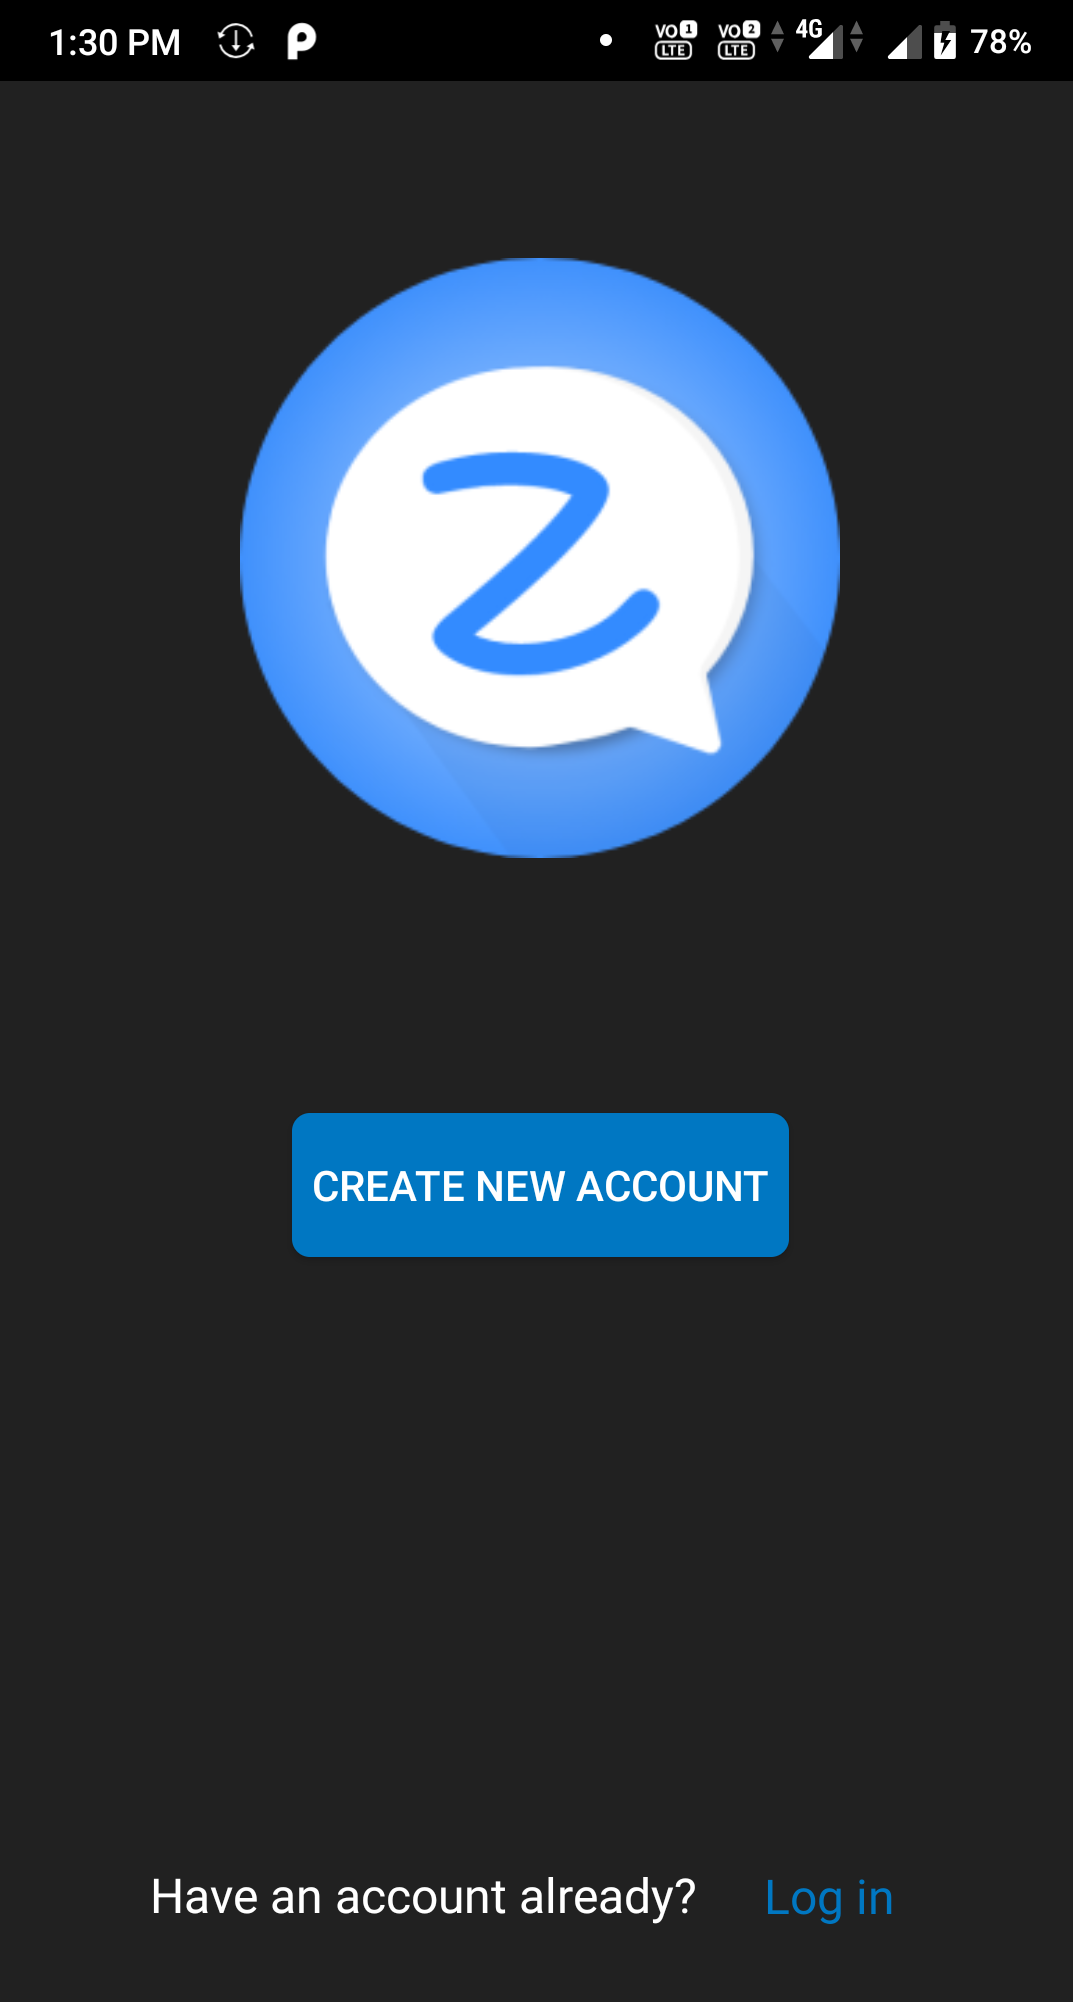 1:30 PM VO 1 LTE VO 2 LTE 4G 78%
Z
CREATE NEW ACCOUNT
Have an account already? Log in